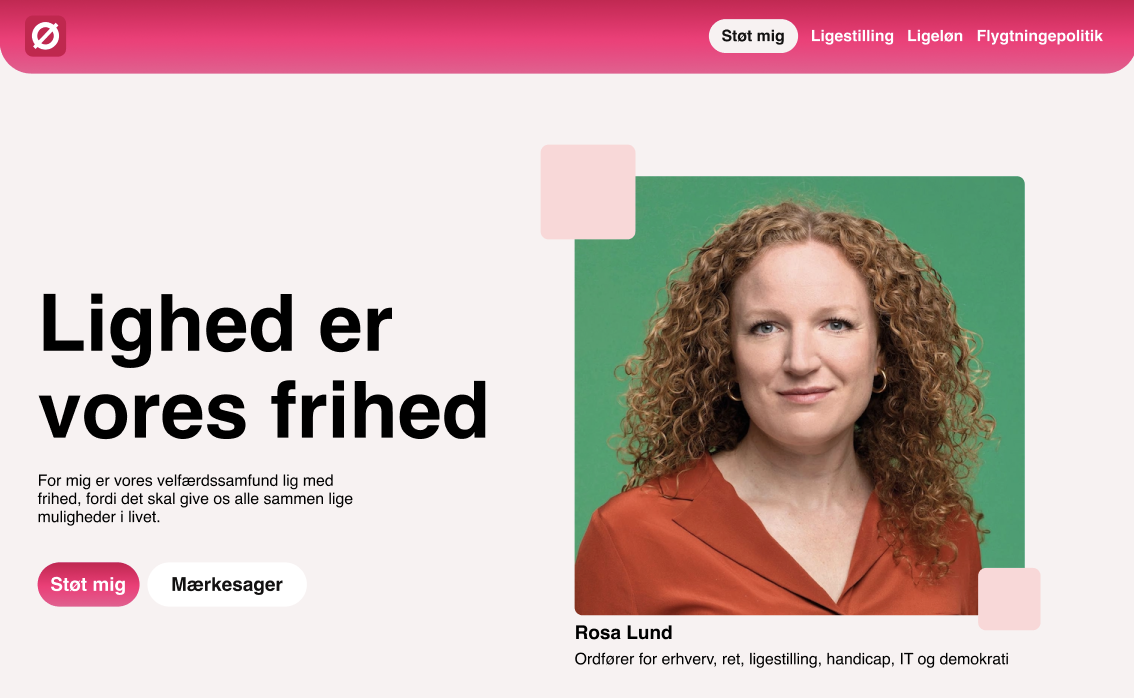 Ø
Støt mig Ligestilling Ligeløn Flygtningepolitik
Lighed er
vores frihed
For mig er vores velfærdssamfund lig med
frihed, fordi det skal give os alle sammen lige
muligheder i livet.
Støt mig Mærkesager
Rosa Lund
Ordfører for erhverv, ret, ligestilling, handicap, IT og demokrati